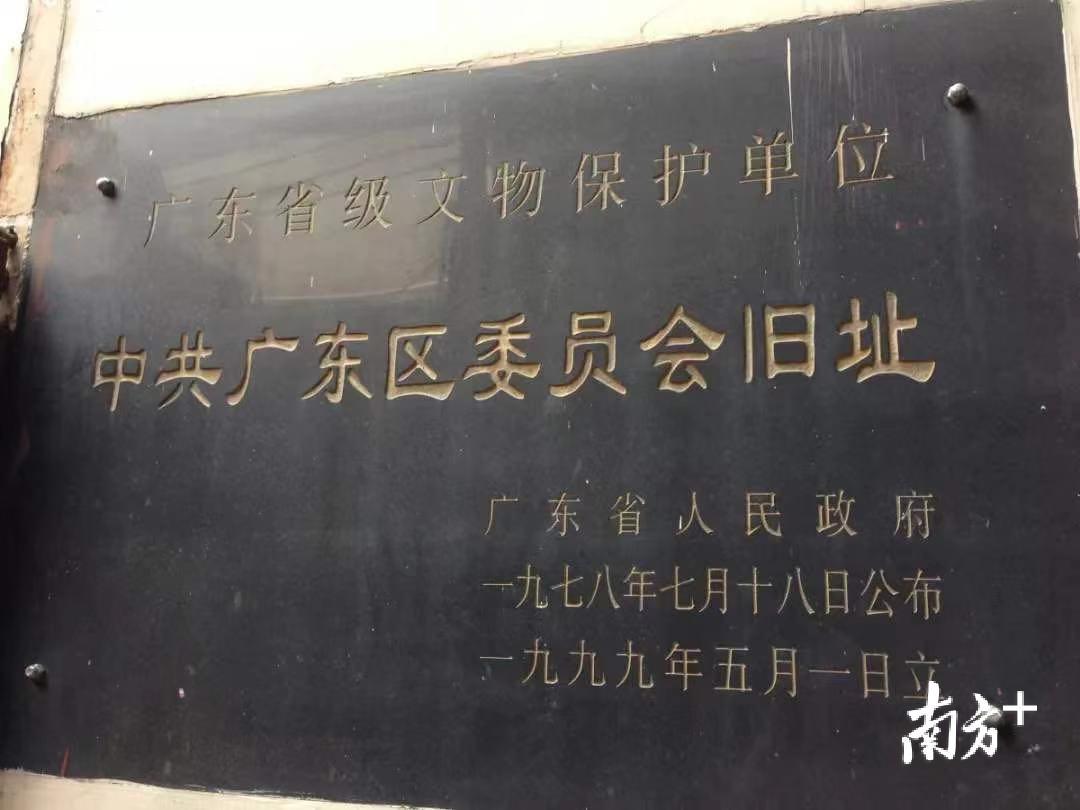 广东省级文物保护单位
中共广东区委员会旧址
广东省人民政府
一九七八年七月十八日公布
一九九九年五月一日立
南方+